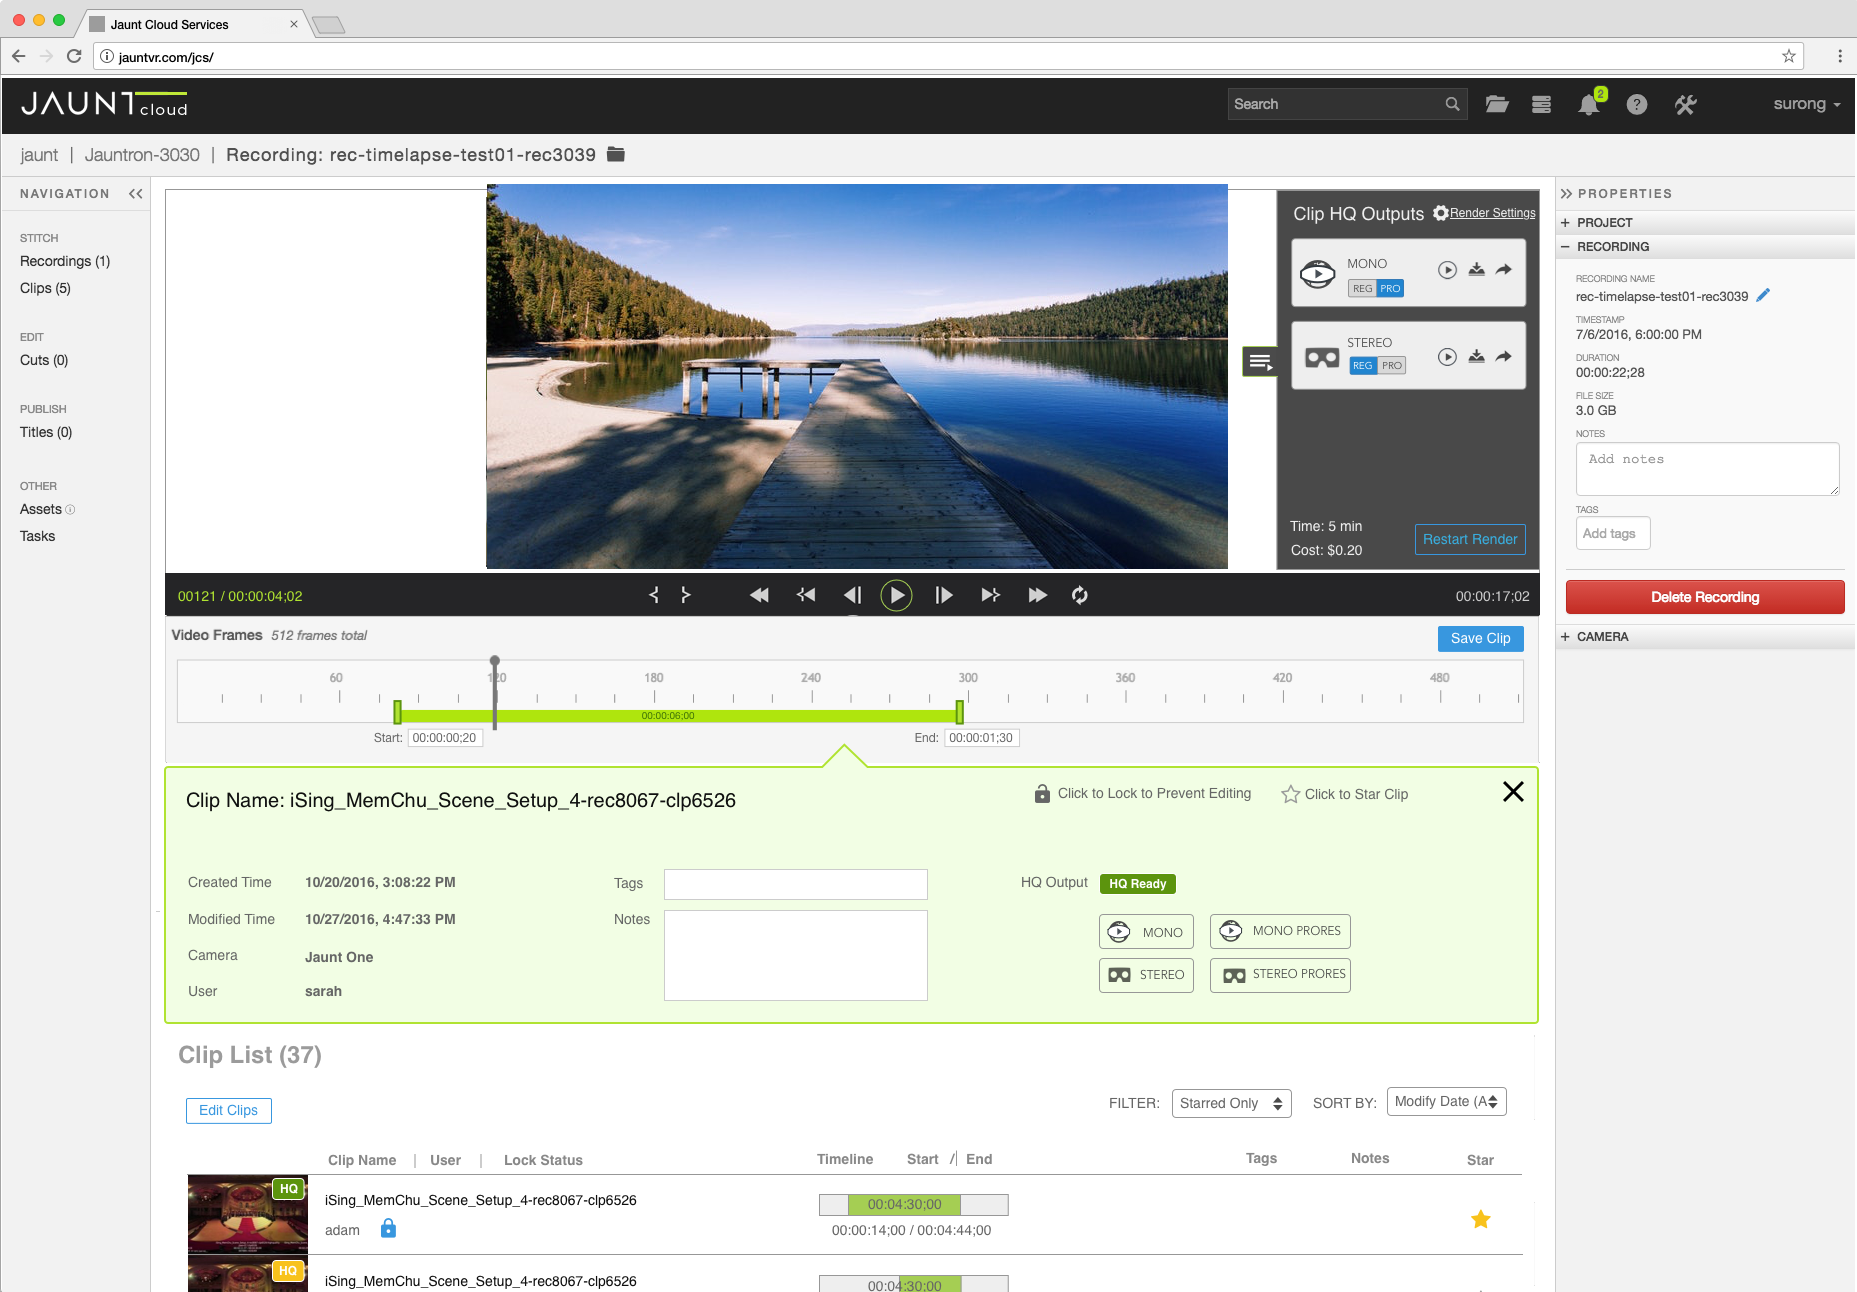 Jaunt Cloud Services
jauntvr.com/jcs/
JAUNT cloud
Search
2
surong
jaunt | Jauntron-3030 | Recording: rec-timelapse-test01-rec3039
NAVIGATION
STITCH
Recordings (1)
Clips (5)
EDIT
Cuts (0)
PUBLISH
Titles (0)
OTHER
Assets
Tasks
Clip HQ Outputs Render Settings
MONO
REG PRO
STEREO
REG PRO
Time: 5 min
Cost: $0.20
Restart Render
00121 / 00:00:04;02
00:00:17;02
Video Frames 512 frames total
Save Clip
60 120 180 240 300 360 420 480
00:00:06;00
Start: 00:00:00;20
End: 00:00:01;30
Clip Name: iSing_MemChu_Scene_Setup_4-rec8067-clp6526
Click to Lock to Prevent Editing
Click to Star Clip
Created Time 10/20/2016, 3:08:22 PM
Modified Time 10/27/2016, 4:47:33 PM
Camera Jaunt One
User sarah
Tags
Notes
HQ Output HQ Ready
MONO MONO PRORES
STEREO STEREO PRORES
Clip List (37)
Edit Clips
FILTER: Starred Only
SORT BY: Modify Date (A
Clip Name | User | Lock Status Timeline Start / End Tags Notes Star
HQ
iSing_MemChu_Scene_Setup_4-rec8067-clp6526
adam
00:04:30;00
00:00:14;00 / 00:04:44;00
HQ
iSing_MemChu_Scene_Setup_4-rec8067-clp6526
00:04:30;00
PROPERTIES
+ PROJECT
− RECORDING
RECORDING NAME
rec-timelapse-test01-rec3039
TIMESTAMP
7/6/2016, 6:00:00 PM
DURATION
00:00:22;28
FILE SIZE
3.0 GB
NOTES
Add notes
TAGS
Add tags
Delete Recording
+ CAMERA